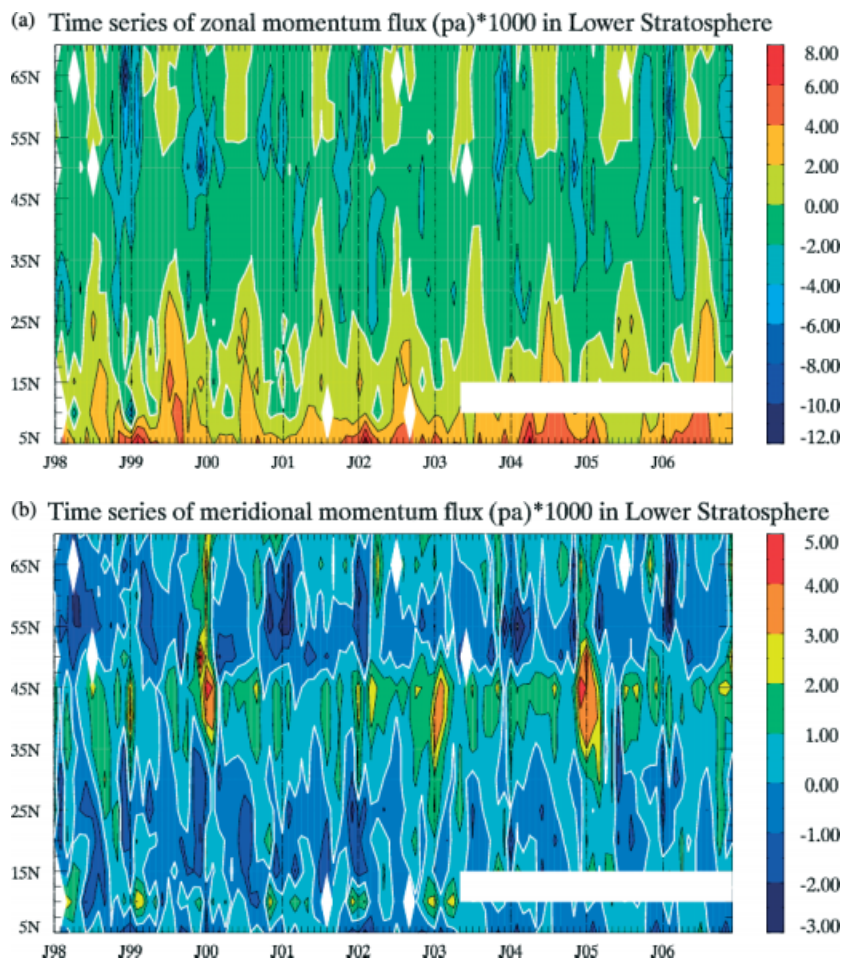 (a) Time series of zonal momentum flux (pa)*1000 in Lower Stratosphere
65N
55N
45N
35N
25N
15N
5N
J98 J99 J00 J01 J02 J03 J04 J05 J06
8.00
6.00
4.00
2.00
0.00
-2.00
-4.00
-6.00
-8.00
-10.0
-12.0
(b) Time series of meridional momentum flux (pa)*1000 in Lower Stratosphere
65N
55N
45N
35N
25N
15N
5N
J98 J99 J00 J01 J02 J03 J04 J05 J06
5.00
4.00
3.00
2.00
1.00
0.00
-1.00
-2.00
-3.00